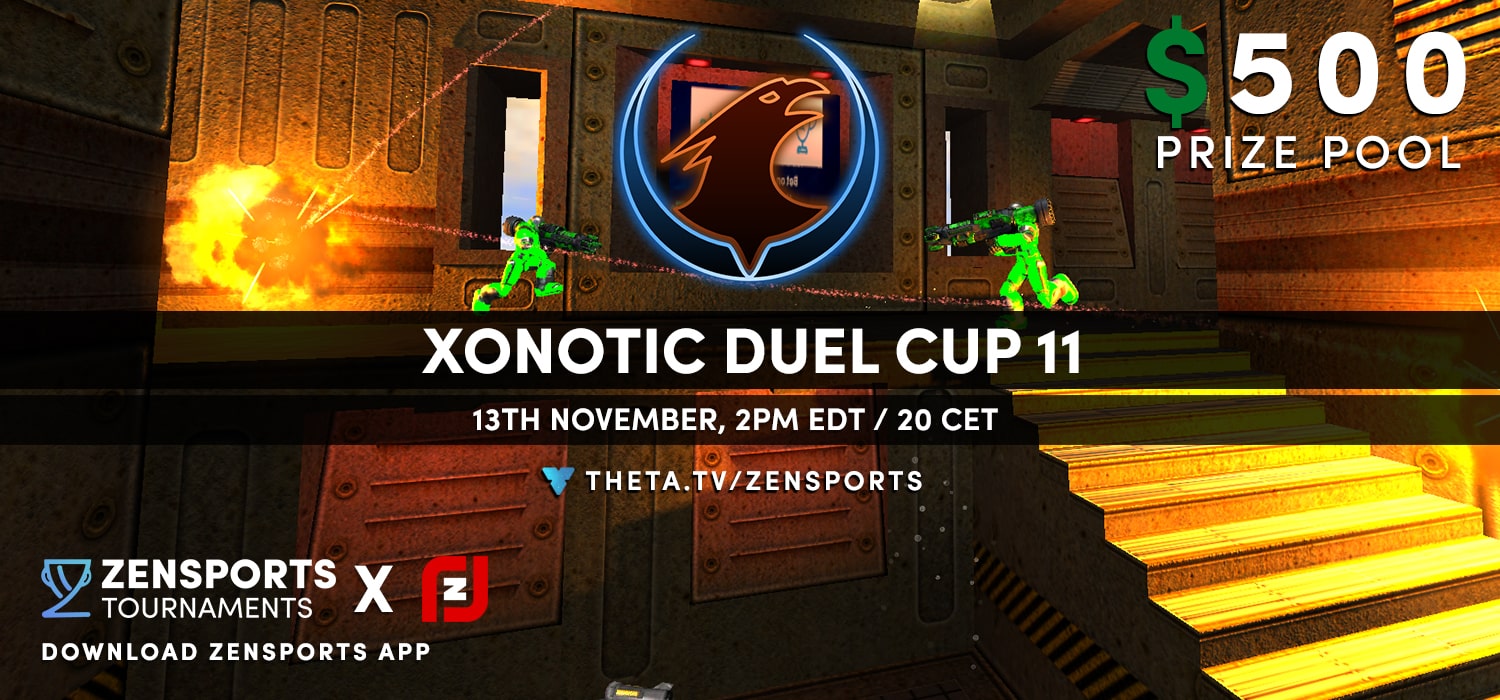 $500
PRIZE POOL
XONOTIC DUEL CUP 11
13TH NOVEMBER, 2PM EDT / 20 CET
THETA.TV/ZENSPORTS
ZENSPORTS
TOURNAMENTS
X
Z
DOWNLOAD ZENSPORTS APP